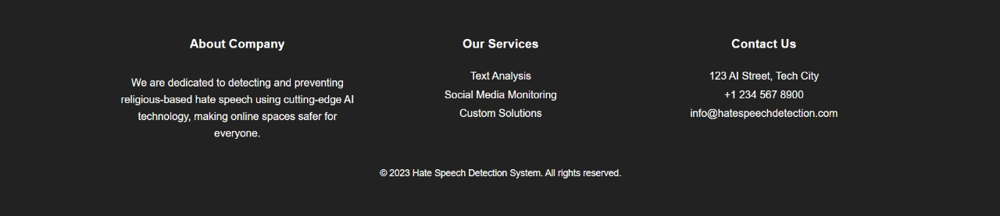 About Company
We are dedicated to detecting and preventing
religious-based hate speech using cutting-edge AI
technology, making online spaces safer for
everyone.
Our Services
Text Analysis
Social Media Monitoring
Custom Solutions
Contact Us
123 AI Street, Tech City
+1 234 567 8900
info@hatespeechdetection.com
© 2023 Hate Speech Detection System. All rights reserved.